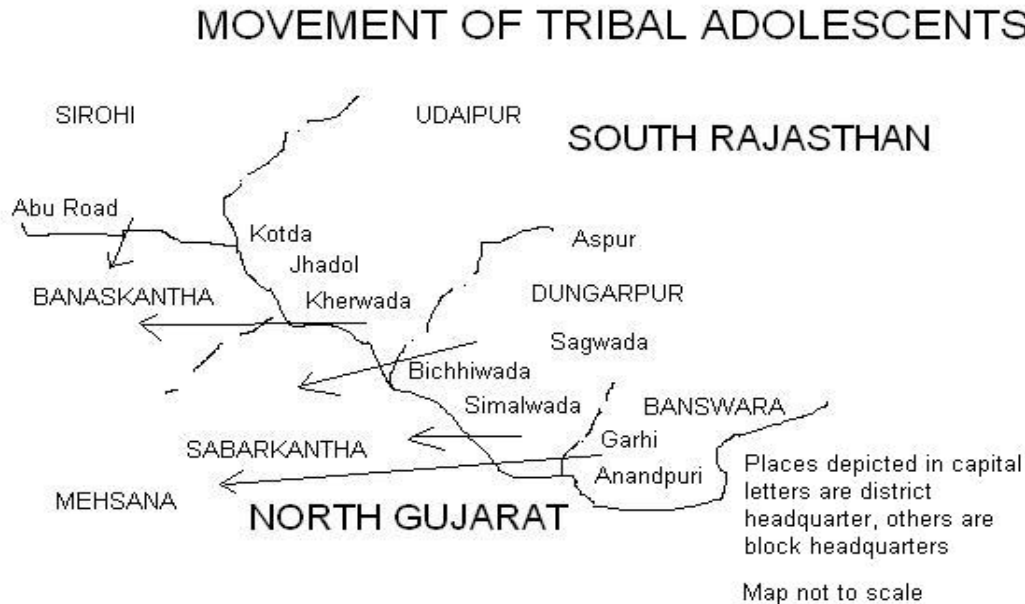 MOVEMENT OF TRIBAL ADOLESCENTS
SIROHI
UDAIPUR
SOUTH RAJASTHAN
Abu Road
Kotda
Aspur
Jhadol
BANASKANTHA
Kherwada
DUNGARPUR
Sagwada
Bichhiwada
Simalwada
BANSWARA
SABARKANTHA
Garhi
Anandpuri
MEHSANA
NORTH GUJARAT
Places depicted in capital
letters are district
headquarter, others are
block headquarters
Map not to scale